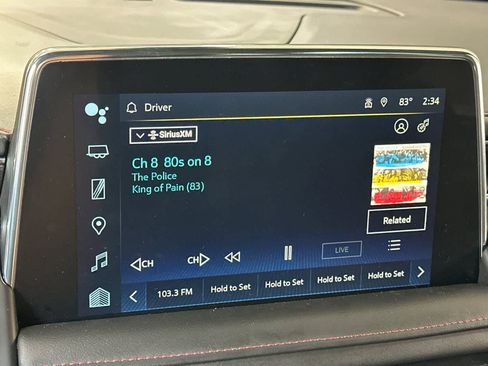 Driver
83° 2:34
SiriusXM
Ch 8 80s on 8
The Police
King of Pain (83)
Related
CH CH LIVE
103.3 FM Hold to Set Hold to Set Hold to Set Hold to Set